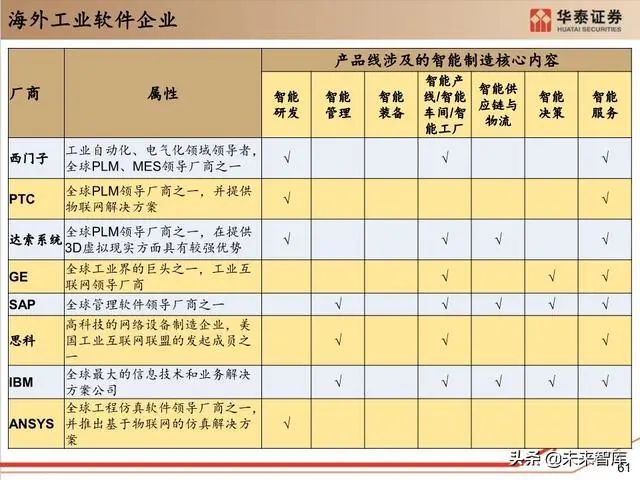 海外工业软件企业
华泰证券
HUATAI SECURITIES
厂商
属性
产品线涉及的智能制造核心内容
智能
研发
智能
管理
智能
装备
智能产
线/智能
车间/智
能工厂
智能供
应链与
物流
智能
决策
智能
服务
西门子
工业自动化、电气化领域领导者，
全球PLM、MES领导厂商之一
√
√
√
PTC
全球PLM领导厂商之一，并提供
物联网解决方案
√
√
达索系统
全球PLM领导厂商之一，在提供
3D虚拟现实方面具有较强优势
√
√
√
√
GE
全球工业界的巨头之一，工业互
联网领导厂商
√
√
√
SAP
全球管理软件领导厂商之一
√
√
√
√
√
思科
高科技的网络设备制造企业，美
国工业互联网联盟的发起成员之
一
√
√
√
IBM
全球最大的信息技术和业务解决
方案公司
√
√
√
√
√
ANSYS
全球工程仿真软件领导厂商之一，
并推出基于物联网的仿真解决方
案
√
头条@未来智库
61